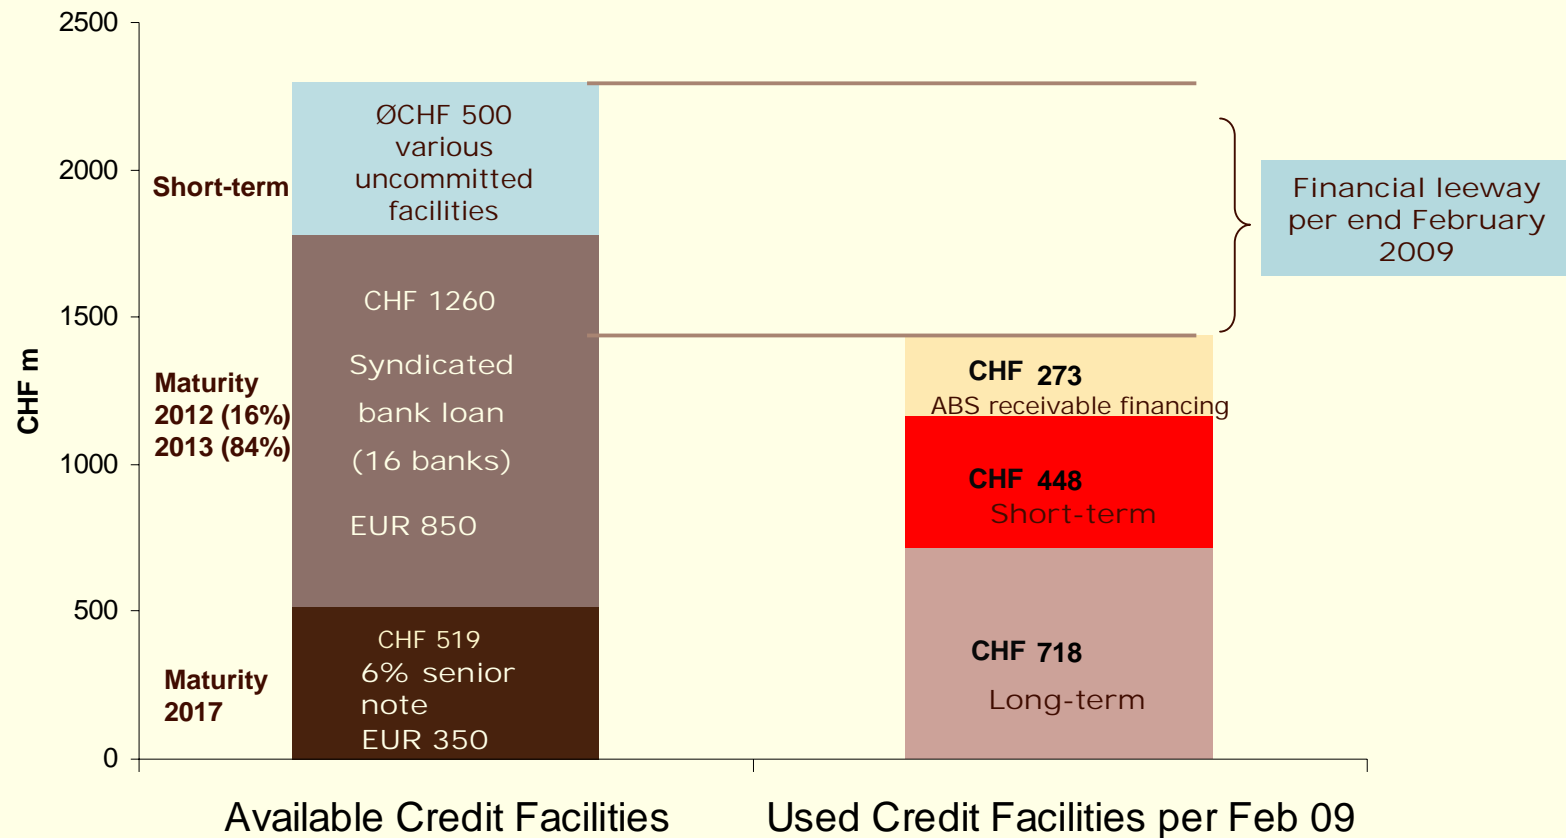 2500
2000
1500
1000
500
0
CHF m
Short-term
Maturity
2012 (16%)
2013 (84%)
Maturity
2017
ØCHF 500
various
uncommitted
facilities
CHF 1260
Syndicated
bank loan
(16 banks)
EUR 850
CHF 519
6% senior
note
EUR 350
CHF 273
ABS receivable financing
CHF 448
Short-term
CHF 718
Long-term
Financial leeway
per end February
2009
Available Credit Facilities
Used Credit Facilities per Feb 09